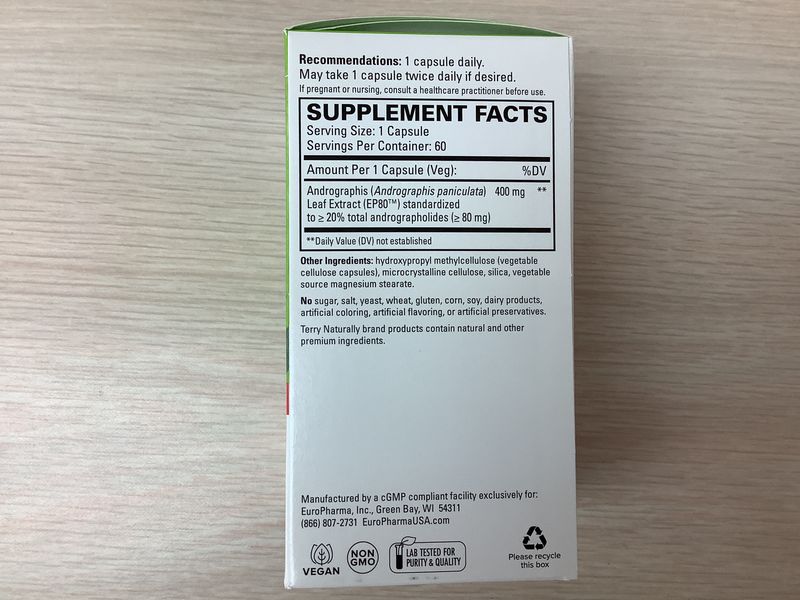 Recommendations: 1 capsule daily.
May take 1 capsule twice daily if desired.
If pregnant or nursing, consult a healthcare practitioner before use.
SUPPLEMENT FACTS
Serving Size: 1 Capsule
Servings Per Container: 60
Amount Per 1 Capsule (Veg): %DV
Andrographis (Andrographis paniculata) 400 mg **
Leaf Extract (EP80™) standardized
to ≥ 20% total andrographolides (≥ 80 mg)
**Daily Value (DV) not established
Other Ingredients: hydroxypropyl methylcellulose (vegetable
cellulose capsules), microcrystalline cellulose, silica, vegetable
source magnesium stearate.
No sugar, salt, yeast, wheat, gluten, corn, soy, dairy products,
artificial coloring, artificial flavoring, or artificial preservatives.
Terry Naturally brand products contain natural and other
premium ingredients.
Manufactured by a cGMP compliant facility exclusively for:
EuroPharma, Inc., Green Bay, WI 54311
(866) 807-2731 EuroPharmaUSA.com
VEGAN
NON
GMO
LAB TESTED FOR
PURITY & QUALITY
Please recycle
this box